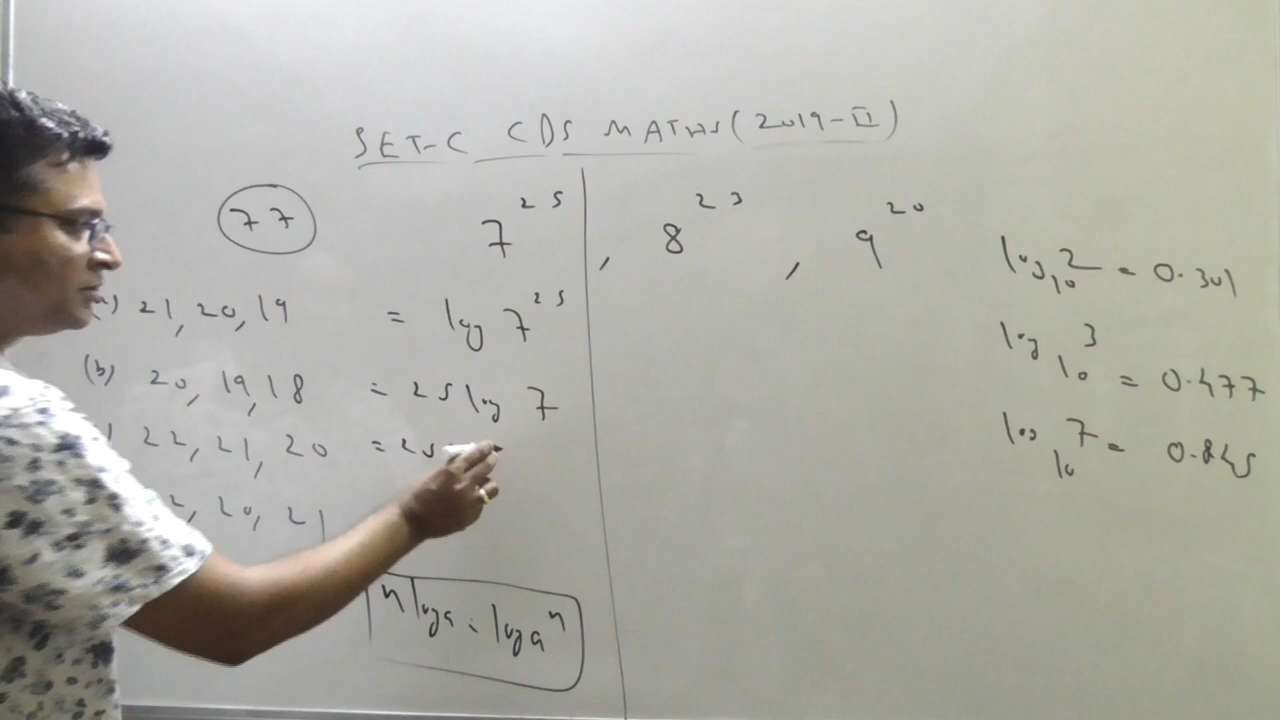 SET-C CDS MATHS (2019-II)
77
7^25, 8^23, 9^20
log₁₀ 2 = 0.301
) 21, 20, 19
= log 7^25
log₁₀ 3 = 0.477
(b) 20, 19, 18
= 25 log 7
) 22, 21, 20
= 25
log₁₀ 7 = 0.845
2, 20, 21
n log a = log a^n